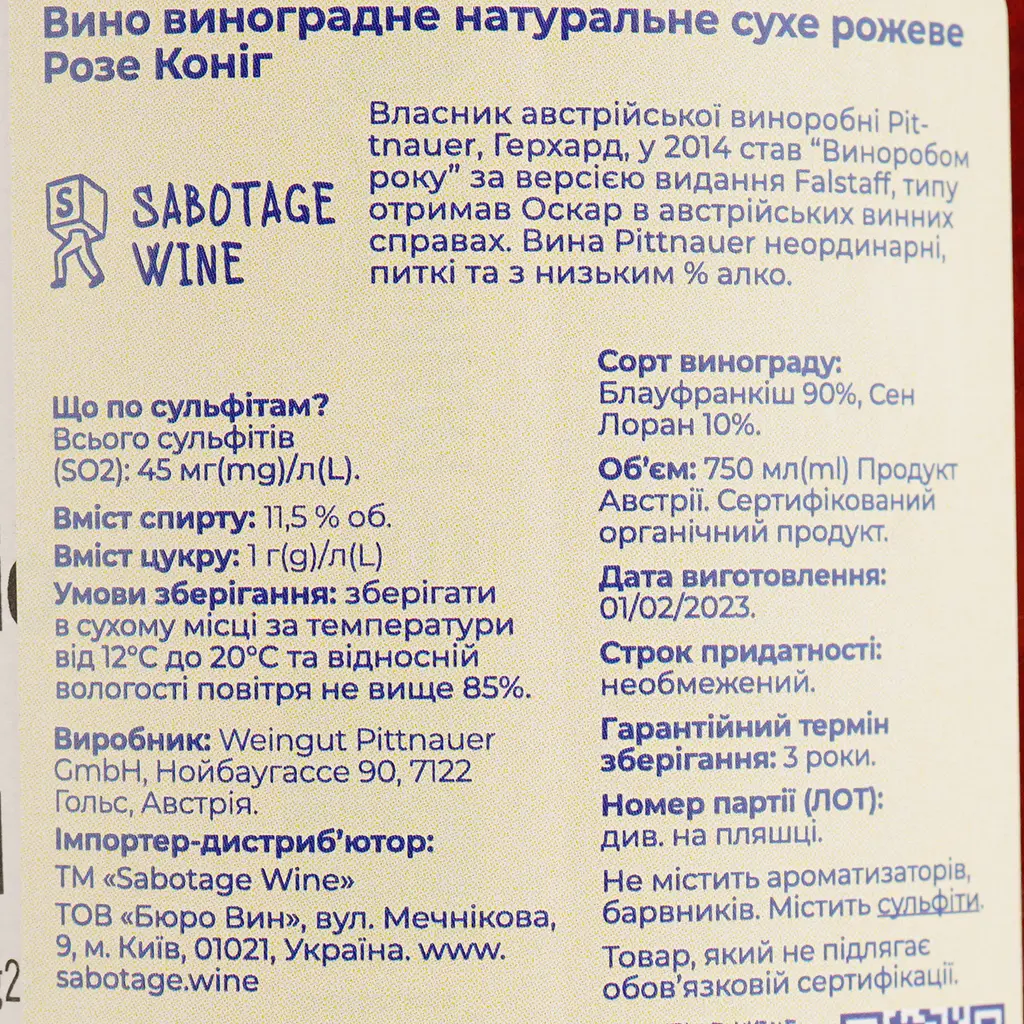 Вино виноградне натуральне сухе рожеве
Розе Коніг
Власник австрійської виноробні Pit-
tnauer, Герхард, у 2014 став “Виноробом
року” за версією видання Falstaff, типу
отримав Оскар в австрійських винних
справах. Вина Pittnauer неординарні,
питкі та з низьким % алко.
S
SABOTAGE
WINE
Що по сульфітам?
Всього сульфітів
(SO2): 45 мг(mg)/л(L).
Вміст спирту: 11,5 % об.
Вміст цукру: 1 г(g)/л(L)
Умови зберігання: зберігати
в сухому місці за температури
від 12°C до 20°C та відносній
вологості повітря не вище 85%.
Виробник: Weingut Pittnauer
GmbH, Нойбаугассе 90, 7122
Гольс, Австрія.
Імпортер-дистриб’ютор:
ТМ «Sabotage Wine»
ТОВ «Бюро Вин», вул. Мечнікова,
9, м. Київ, 01021, Україна. www.
sabotage.wine
Сорт винограду:
Блауфранкіш 90%, Сен
Лоран 10%.
Об’єм: 750 мл(ml) Продукт
Австрії. Сертифікований
органічний продукт.
Дата виготовлення:
01/02/2023.
Строк придатності:
необмежений.
Гарантійний термін
зберігання: 3 роки.
Номер партії (ЛОТ):
див. на пляшці.
Не містить ароматизаторів,
барвників. Містить сульфіти.
Товар, який не підлягає
обов’язковій сертифікації.